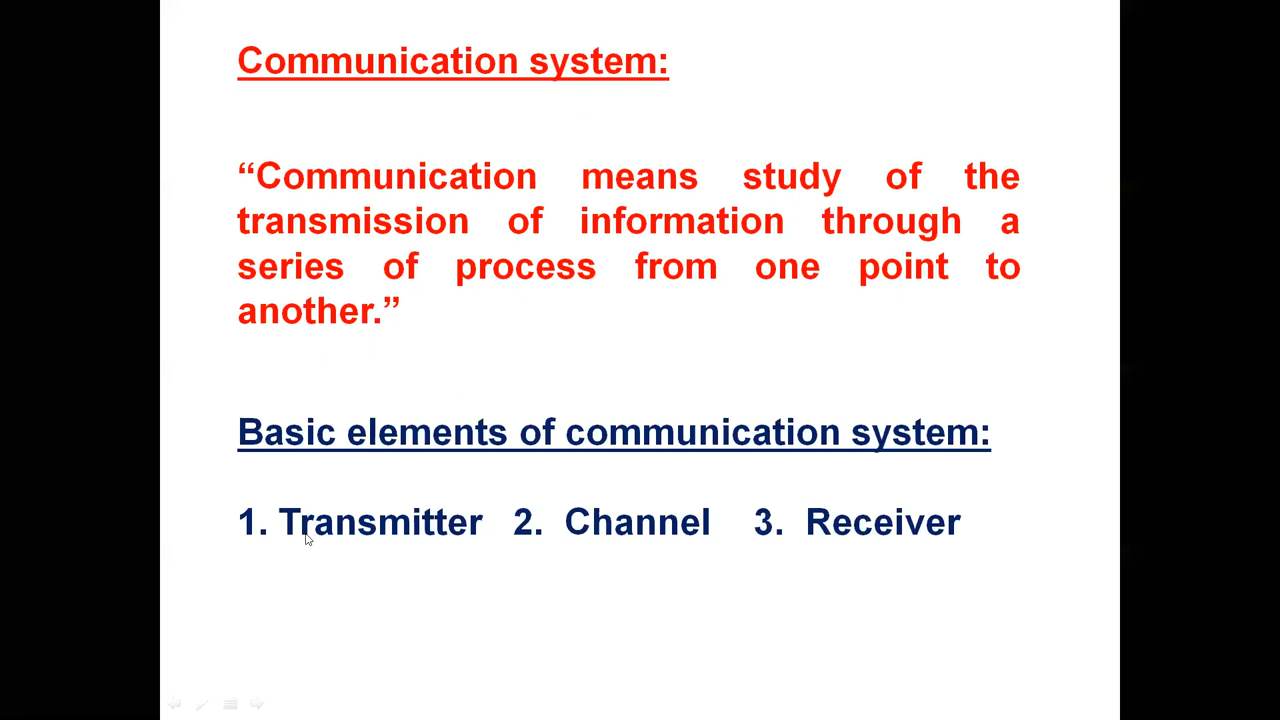 Communication system:
“Communication means study of the
transmission of information through a
series of process from one point to
another.”
Basic elements of communication system:
1. Transmitter 2. Channel 3. Receiver